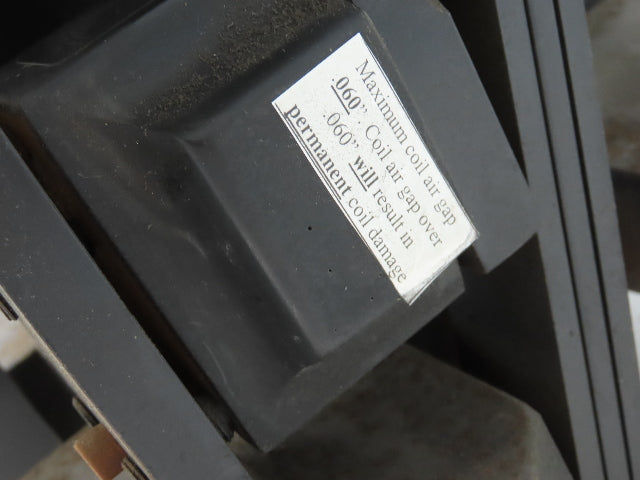 Maximum coil air gap
.060”. Coil air gap over
.060” will result in
permanent coil damage